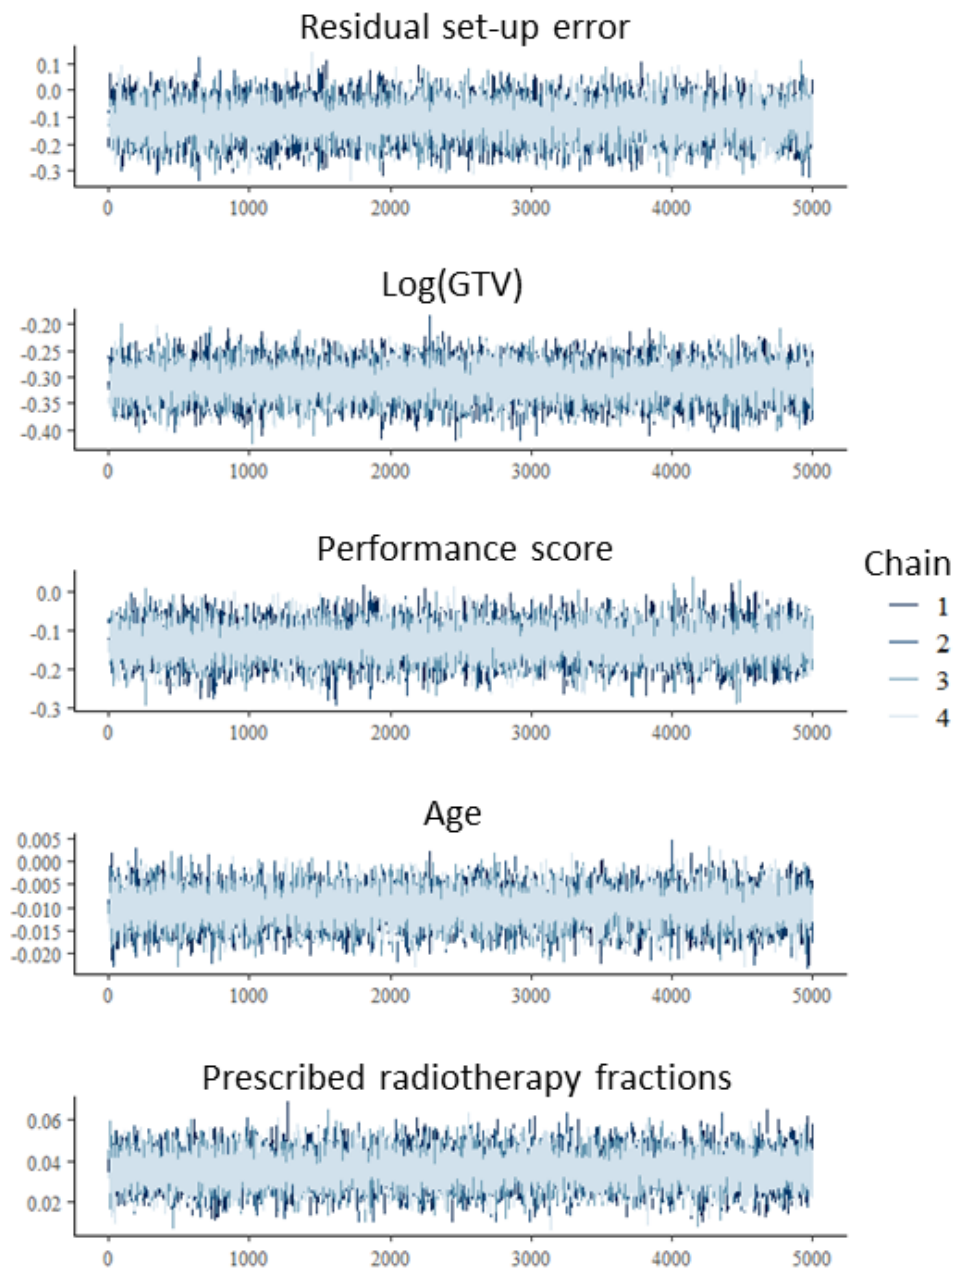 Residual set-up error
0.1
0.0
-0.1
-0.2
-0.3
0 1000 2000 3000 4000 5000
Log(GTV)
-0.20
-0.25
-0.30
-0.35
-0.40
0 1000 2000 3000 4000 5000
Performance score
0.0
-0.1
-0.2
-0.3
0 1000 2000 3000 4000 5000
Chain
1
2
3
4
Age
0.005
0.000
-0.005
-0.010
-0.015
-0.020
0 1000 2000 3000 4000 5000
Prescribed radiotherapy fractions
0.06
0.04
0.02
0 1000 2000 3000 4000 5000